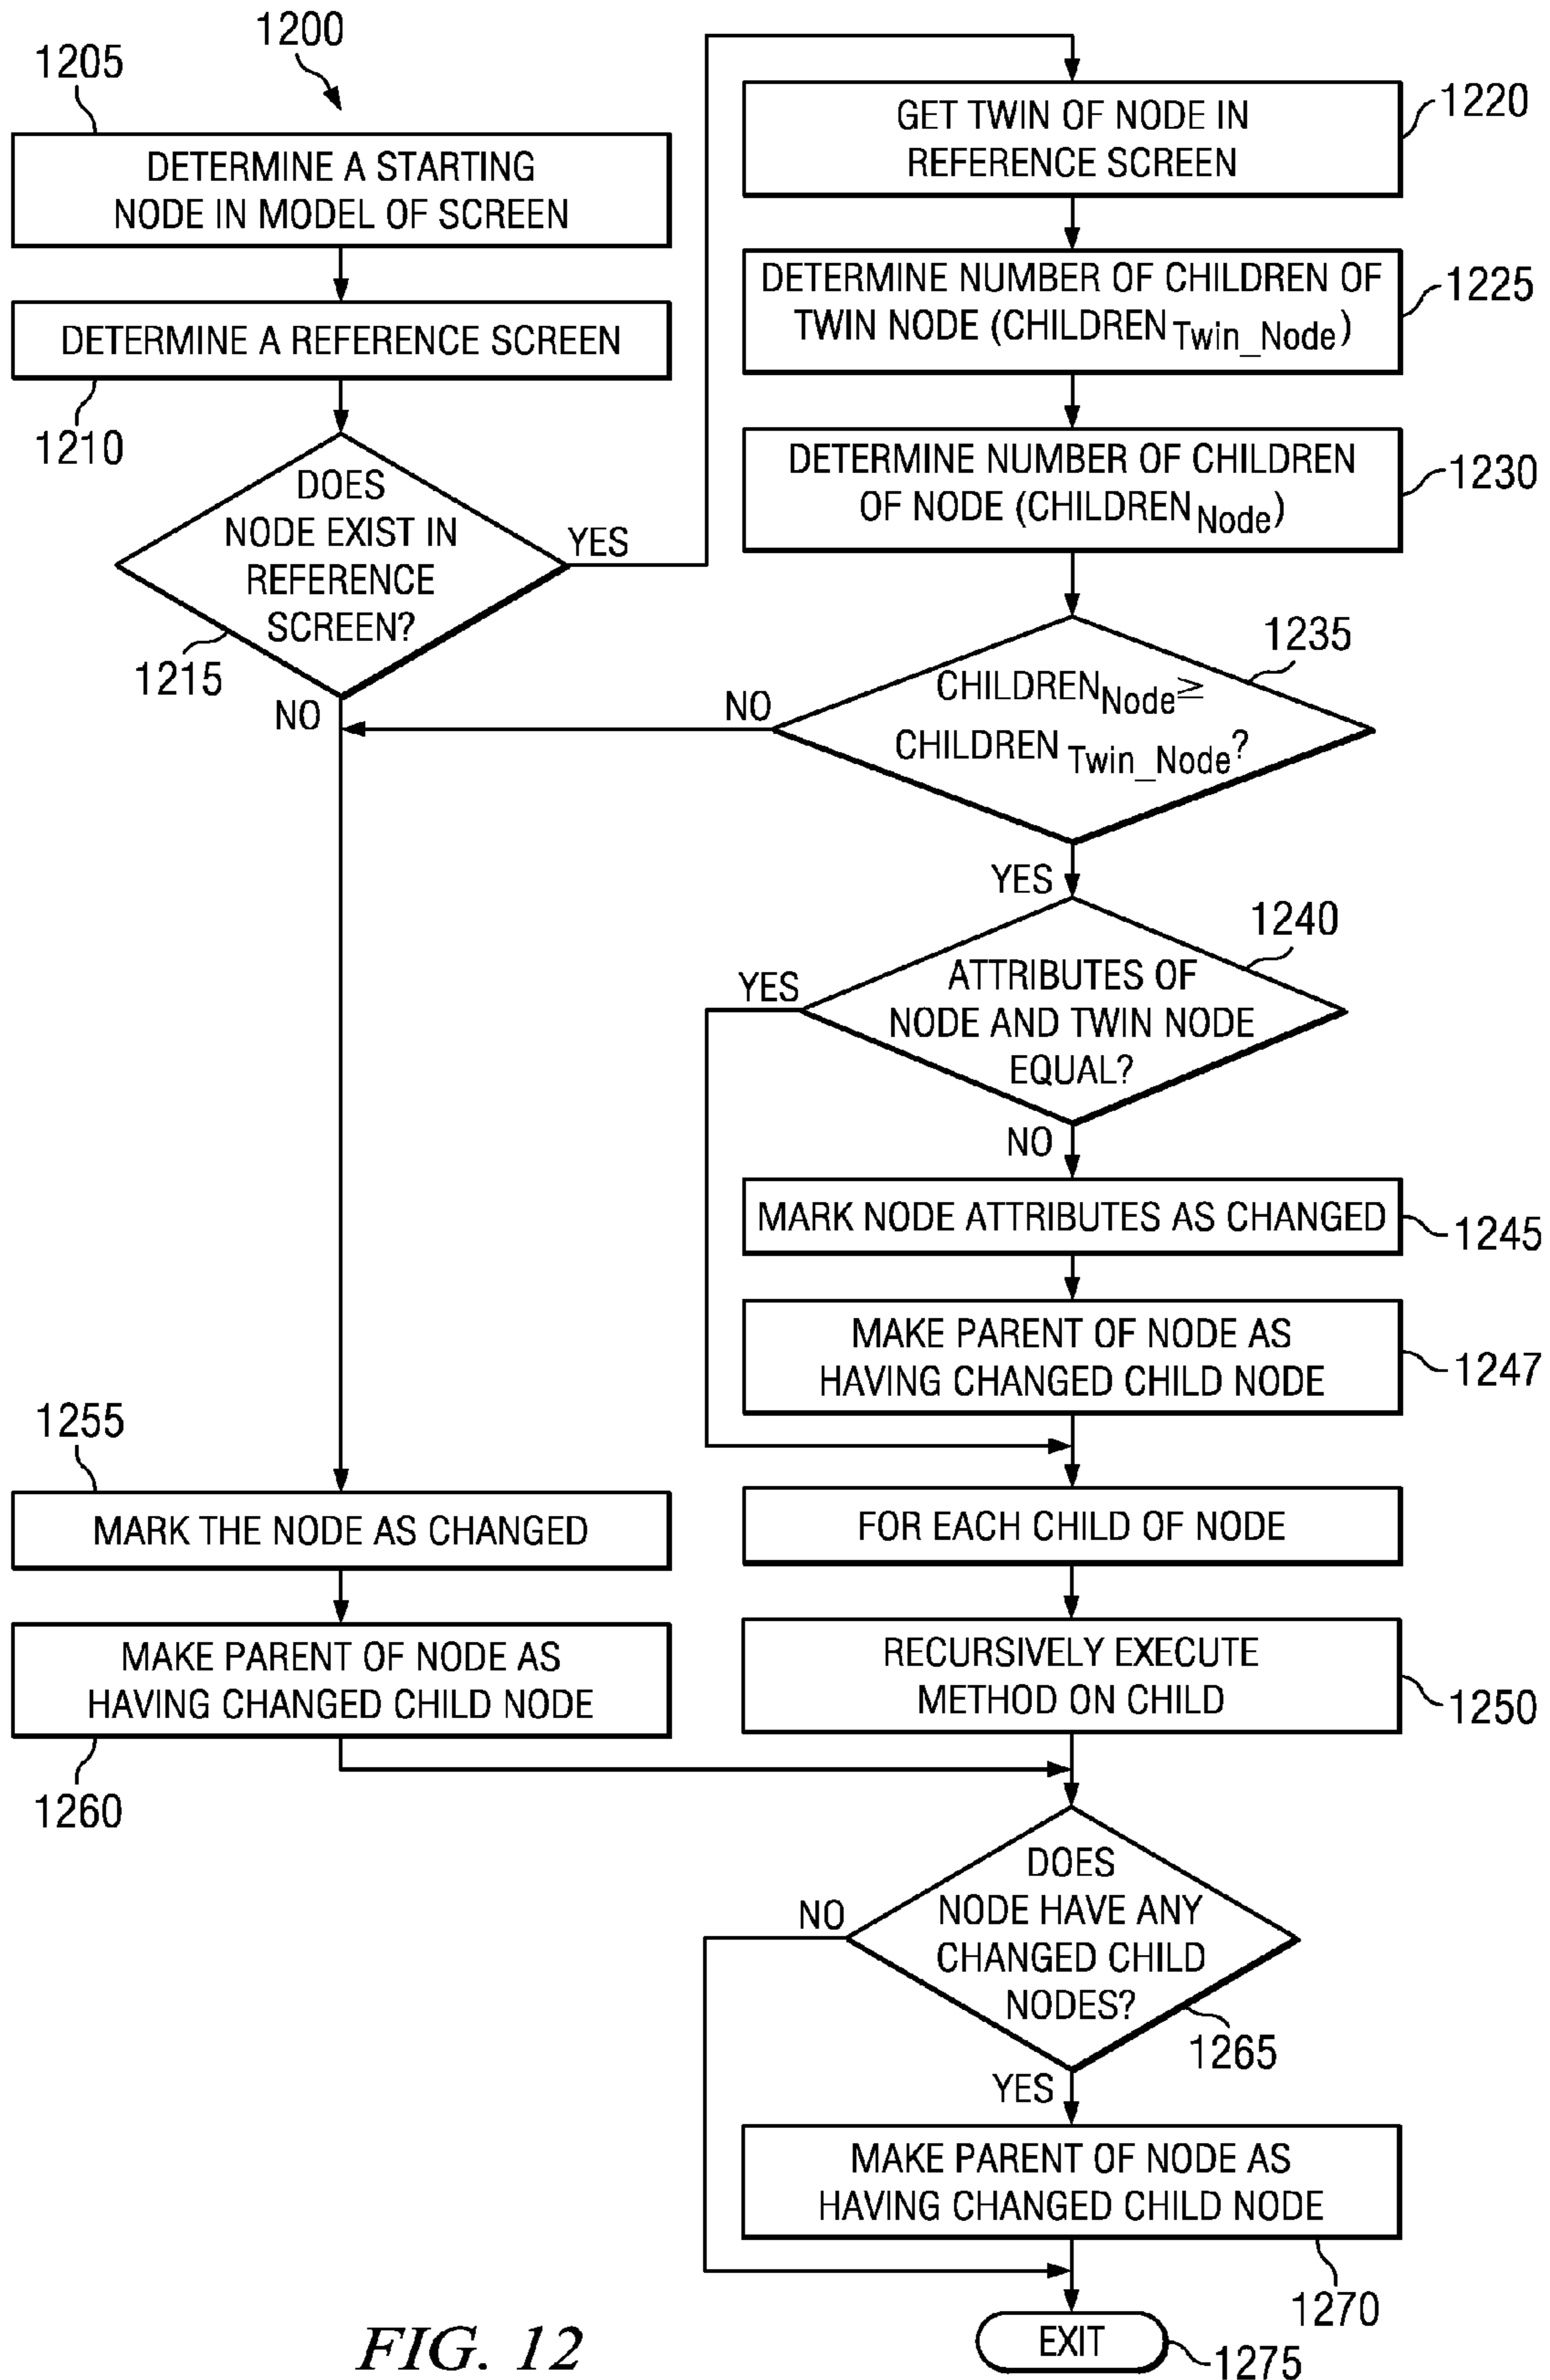 1200
1205
DETERMINE A STARTING
NODE IN MODEL OF SCREEN
DETERMINE A REFERENCE SCREEN
1210
DOES
NODE EXIST IN
REFERENCE
SCREEN?
YES
1215
NO
GET TWIN OF NODE IN
REFERENCE SCREEN
1220
DETERMINE NUMBER OF CHILDREN OF
TWIN NODE (CHILDREN Twin_Node)
1225
DETERMINE NUMBER OF CHILDREN
OF NODE (CHILDREN Node)
1230
1235
CHILDREN Node ≥
CHILDREN Twin_Node?
NO
YES
1240
ATTRIBUTES OF
NODE AND TWIN NODE
EQUAL?
YES
NO
MARK NODE ATTRIBUTES AS CHANGED
1245
MAKE PARENT OF NODE AS
HAVING CHANGED CHILD NODE
1247
1255
MARK THE NODE AS CHANGED
MAKE PARENT OF NODE AS
HAVING CHANGED CHILD NODE
1260
FOR EACH CHILD OF NODE
RECURSIVELY EXECUTE
METHOD ON CHILD
1250
DOES
NODE HAVE ANY
CHANGED CHILD
NODES?
NO
1265
YES
MAKE PARENT OF NODE AS
HAVING CHANGED CHILD NODE
1270
EXIT
1275
FIG. 12